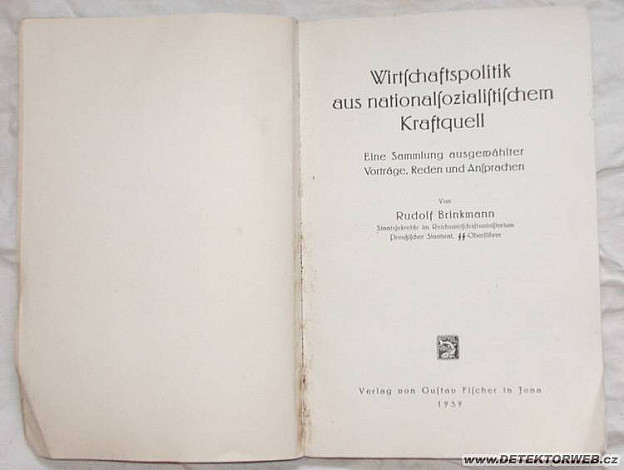 Wirtſchaftspolitik
aus nationalſozialiſtiſchem
Kraftquell
Eine Sammlung ausgewählter
Vorträge, Reden und Anſprachen
Von
Rudolf Brinkmann
Staatsſekretär im Reichswirtſchaftsminiſterium
Preußiſcher Staatsrat, ᛋᛋ-Oberführer
Verlag von Guſtav Fiſcher in Jena
1939
www.DETEKTORWEB.cz